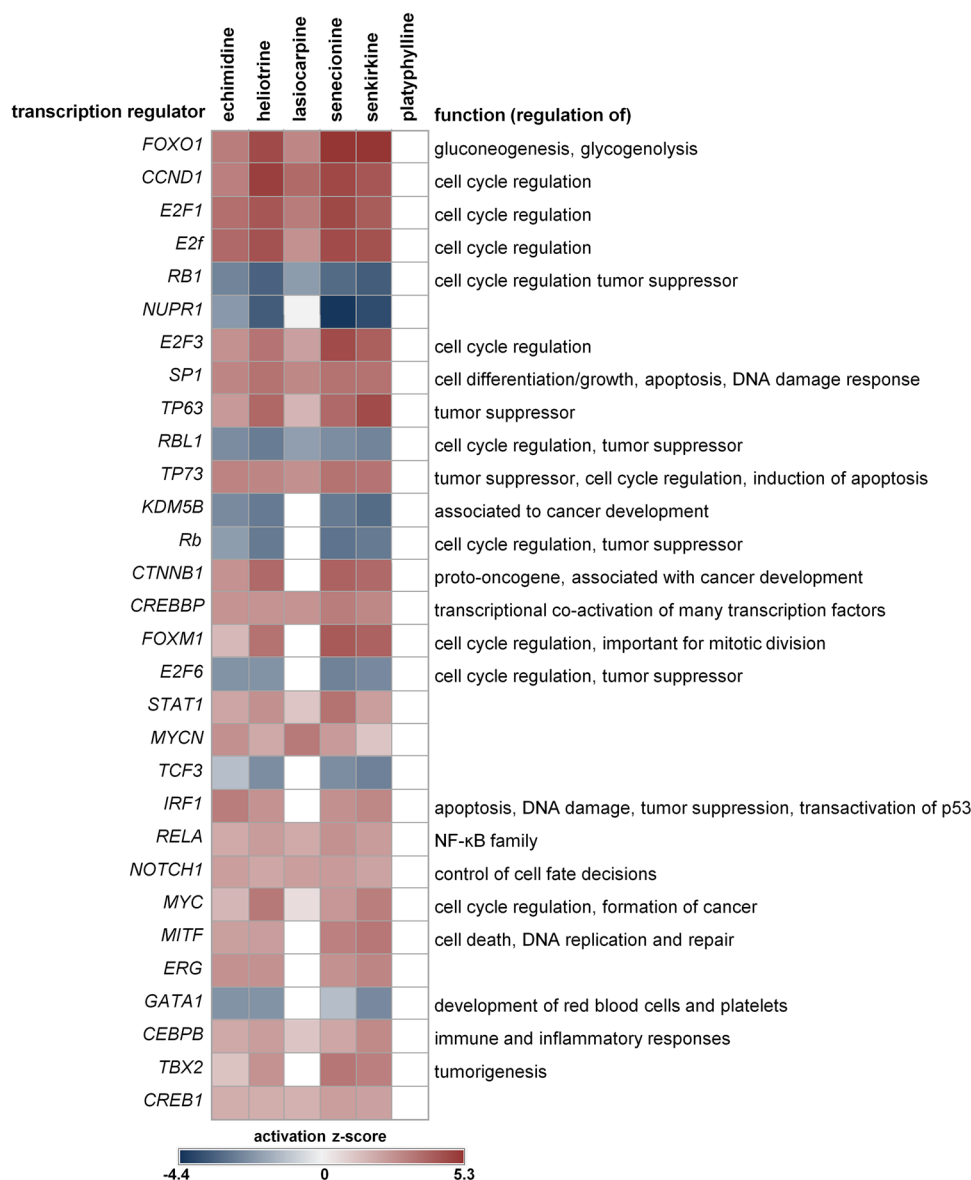 echimidine
heliotrine
lasiocarpine
senecionine
senkirkine
platyphylline
transcription regulator function (regulation of)
FOXO1 gluconeogenesis, glycogenolysis
CCND1 cell cycle regulation
E2F1 cell cycle regulation
E2f cell cycle regulation
RB1 cell cycle regulation tumor suppressor
NUPR1
E2F3 cell cycle regulation
SP1 cell differentiation/growth, apoptosis, DNA damage response
TP63 tumor suppressor
RBL1 cell cycle regulation, tumor suppressor
TP73 tumor suppressor, cell cycle regulation, induction of apoptosis
KDM5B associated to cancer development
Rb cell cycle regulation, tumor suppressor
CTNNB1 proto-oncogene, associated with cancer development
CREBBP transcriptional co-activation of many transcription factors
FOXM1 cell cycle regulation, important for mitotic division
E2F6 cell cycle regulation, tumor suppressor
STAT1
MYCN
TCF3
IRF1 apoptosis, DNA damage, tumor suppression, transactivation of p53
RELA NF-κB family
NOTCH1 control of cell fate decisions
MYC cell cycle regulation, formation of cancer
MITF cell death, DNA replication and repair
ERG
GATA1 development of red blood cells and platelets
CEBPB immune and inflammatory responses
TBX2 tumorigenesis
CREB1
activation z-score
-4.4 0 5.3